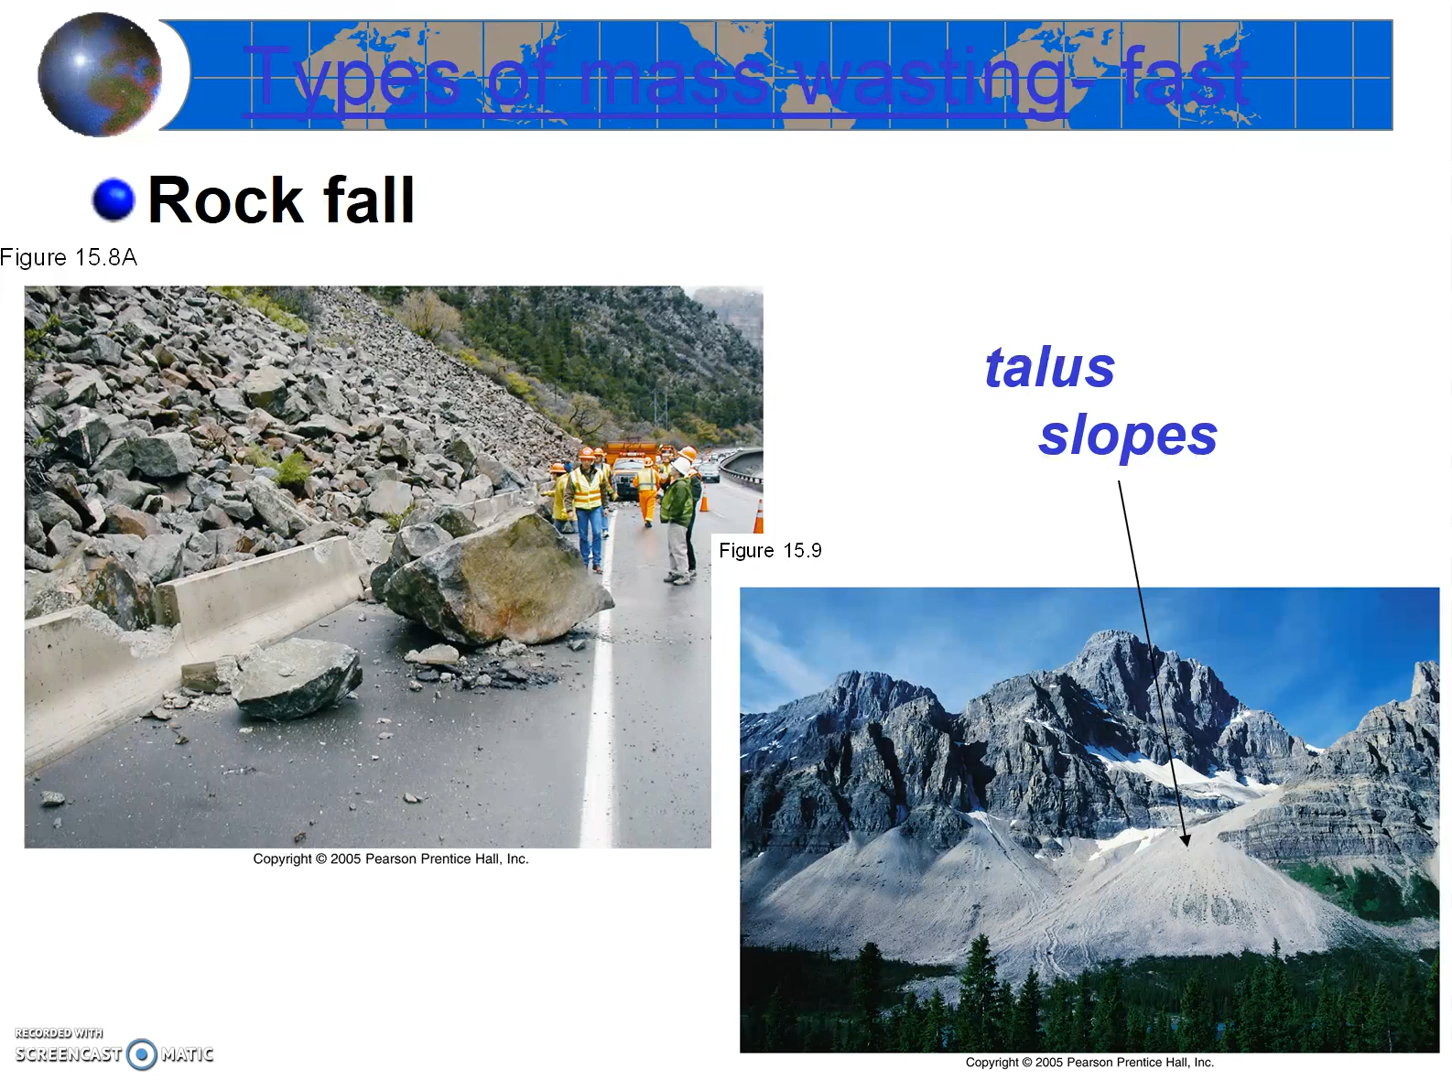 Types of mass wasting- fast
Rock fall
Figure 15.8A
talus
slopes
Figure 15.9
Copyright © 2005 Pearson Prentice Hall, Inc.
Copyright © 2005 Pearson Prentice Hall, Inc.
RECORDED WITH
SCREENCAST MATIC